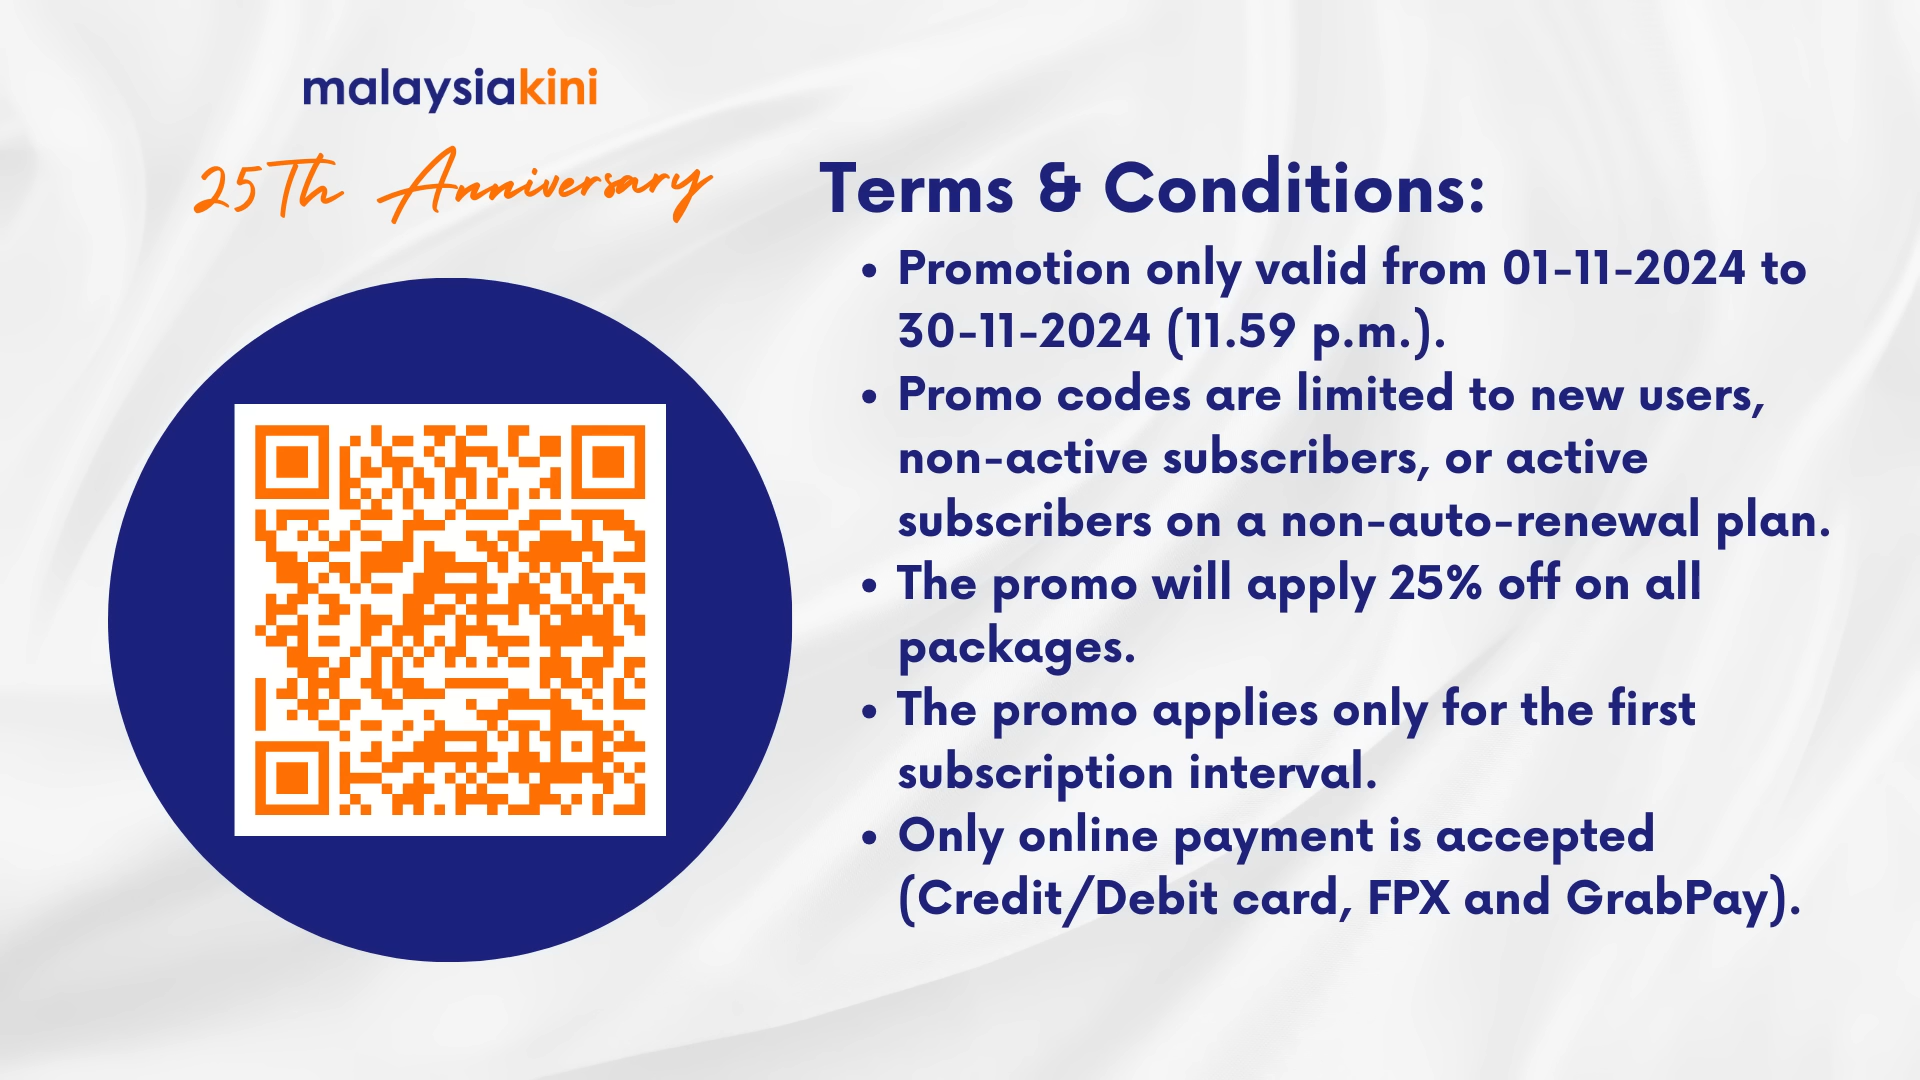 malaysiakini
25Th Anniversary
Terms & Conditions:
• Promotion only valid from 01-11-2024 to
30-11-2024 (11.59 p.m.).
• Promo codes are limited to new users,
non-active subscribers, or active
subscribers on a non-auto-renewal plan.
• The promo will apply 25% off on all
packages.
• The promo applies only for the first
subscription interval.
• Only online payment is accepted
(Credit/Debit card, FPX and GrabPay).